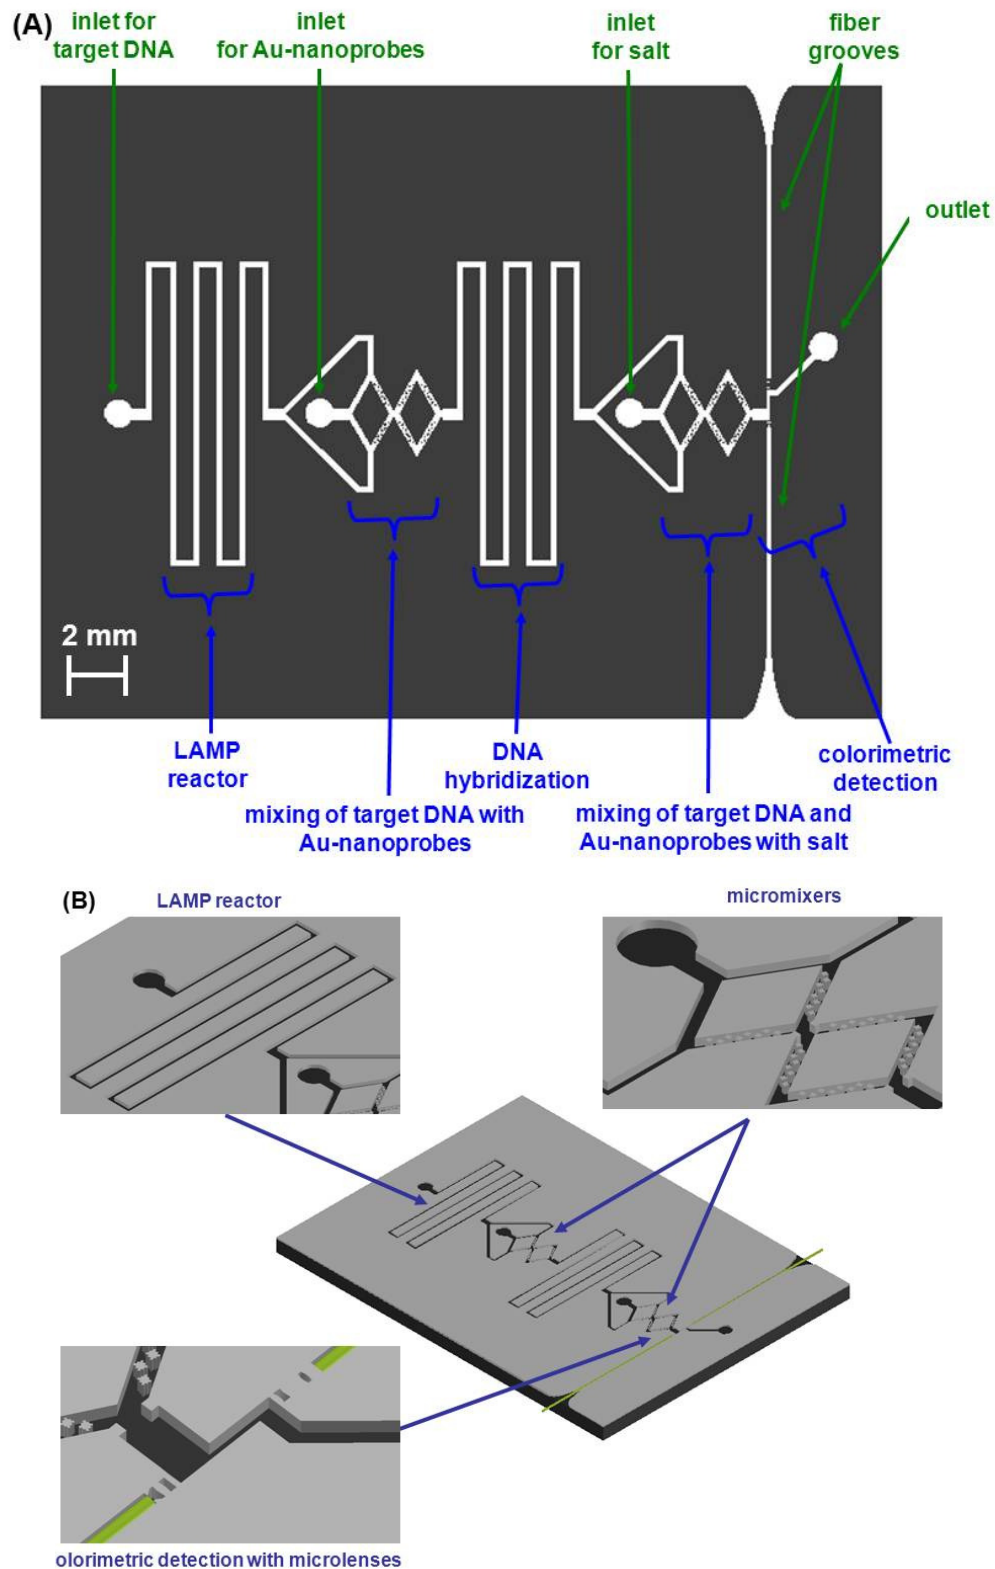 (A)
inlet for
target DNA
inlet
for Au-nanoprobes
inlet
for salt
fiber
grooves
outlet
2 mm
LAMP
reactor
DNA
hybridization
colorimetric
detection
mixing of target DNA with
Au-nanoprobes
mixing of target DNA and
Au-nanoprobes with salt
(B)
LAMP reactor
micromixers
olorimetric detection with microlenses